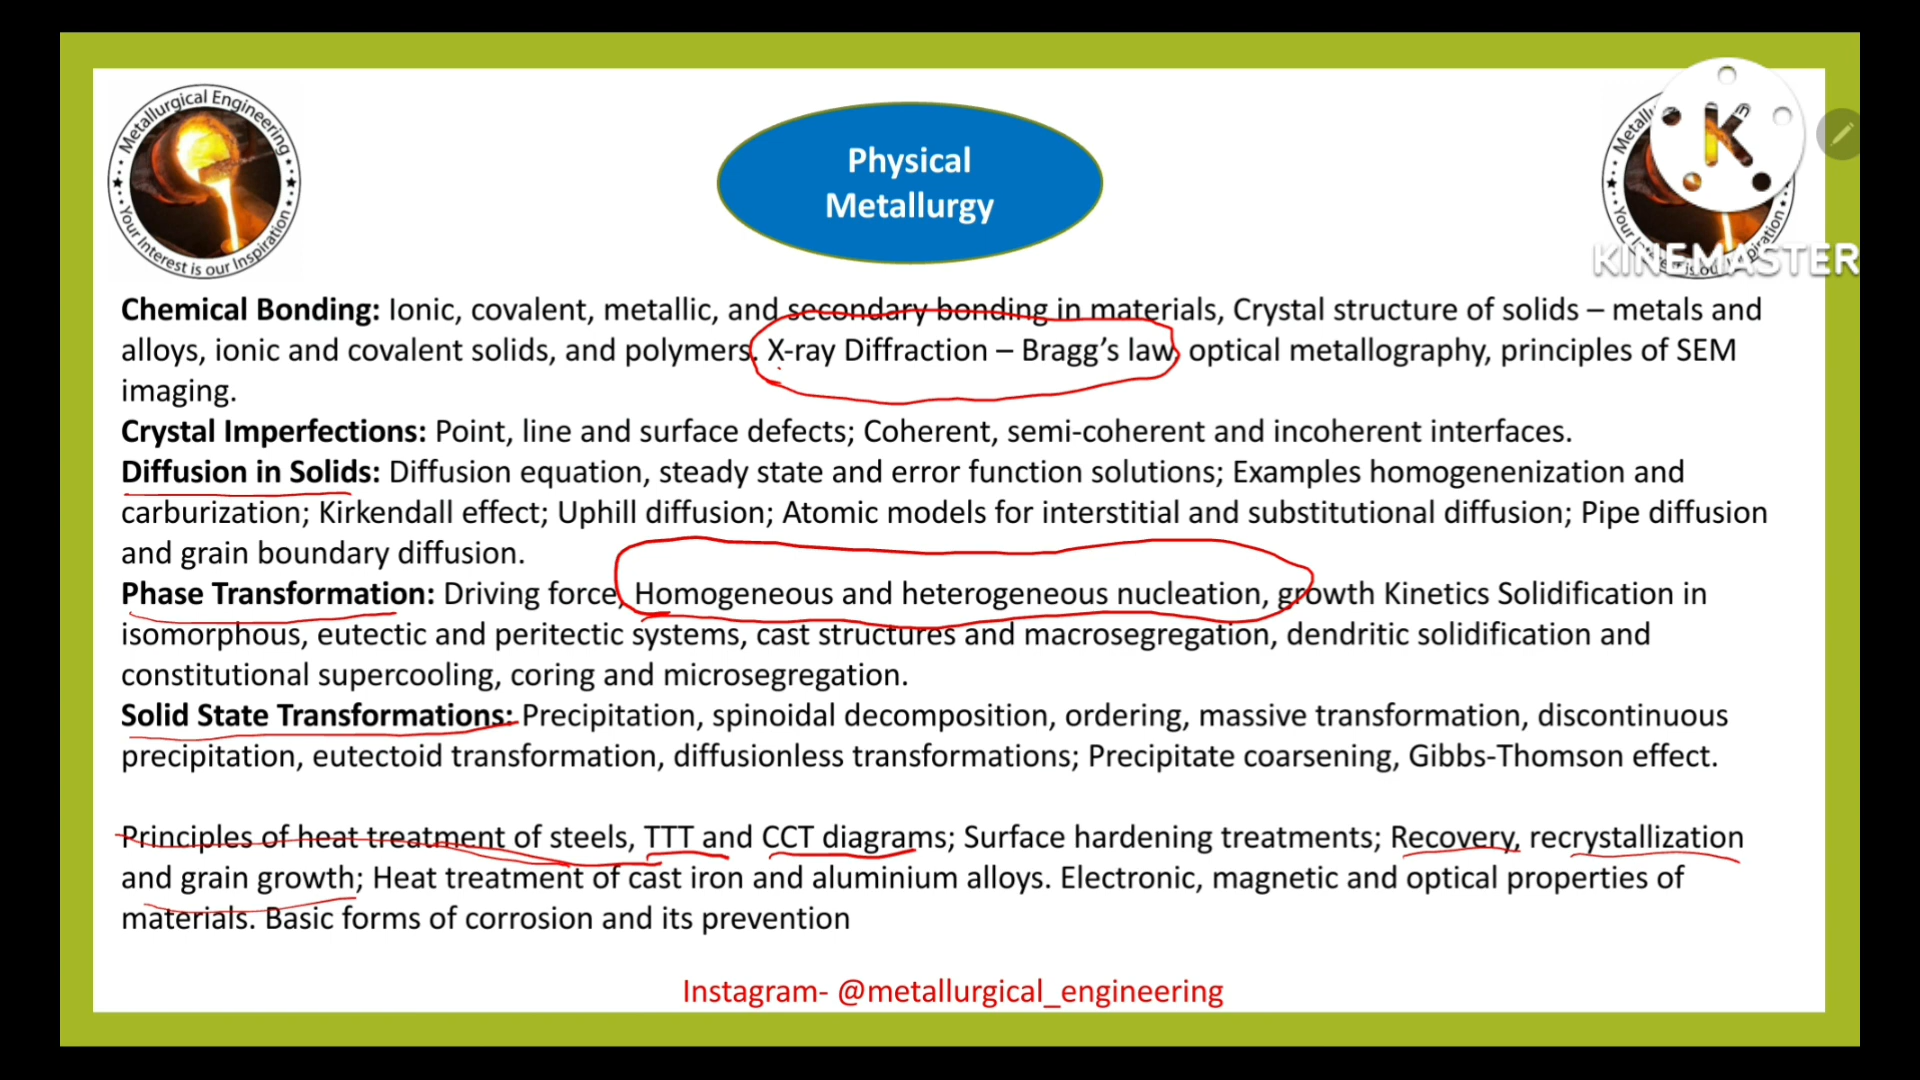 Metallurgical Engineering
Your Interest is our Inspiration
Physical
Metallurgy
K
KINEMASTER
Chemical Bonding: Ionic, covalent, metallic, and secondary bonding in materials, Crystal structure of solids – metals and
alloys, ionic and covalent solids, and polymers. X-ray Diffraction – Bragg’s law, optical metallography, principles of SEM
imaging.
Crystal Imperfections: Point, line and surface defects; Coherent, semi-coherent and incoherent interfaces.
Diffusion in Solids: Diffusion equation, steady state and error function solutions; Examples homogenenization and
carburization; Kirkendall effect; Uphill diffusion; Atomic models for interstitial and substitutional diffusion; Pipe diffusion
and grain boundary diffusion.
Phase Transformation: Driving force, Homogeneous and heterogeneous nucleation, growth Kinetics Solidification in
isomorphous, eutectic and peritectic systems, cast structures and macrosegregation, dendritic solidification and
constitutional supercooling, coring and microsegregation.
Solid State Transformations: Precipitation, spinoidal decomposition, ordering, massive transformation, discontinuous
precipitation, eutectoid transformation, diffusionless transformations; Precipitate coarsening, Gibbs-Thomson effect.
Principles of heat treatment of steels, TTT and CCT diagrams; Surface hardening treatments; Recovery, recrystallization
and grain growth; Heat treatment of cast iron and aluminium alloys. Electronic, magnetic and optical properties of
materials. Basic forms of corrosion and its prevention
Instagram- @metallurgical_engineering